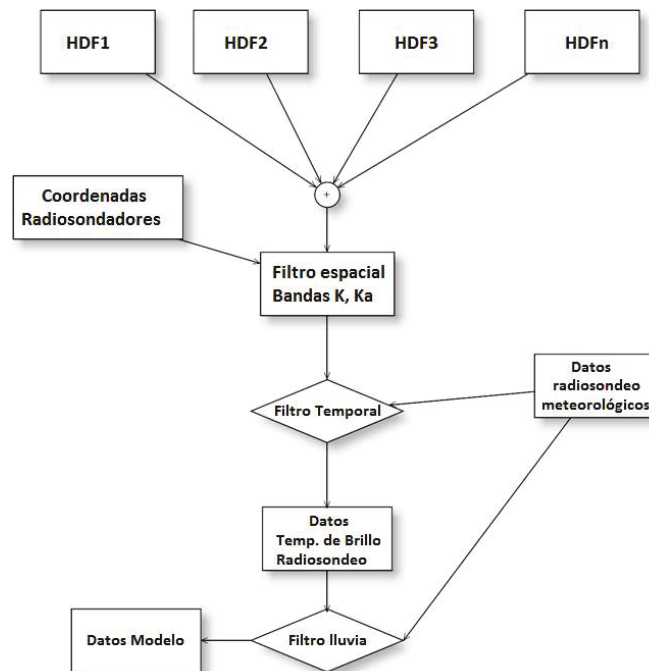 HDF1
HDF2
HDF3
HDFn
+
Coordenadas
Radiosondadores
Filtro espacial
Bandas K, Ka
Datos
radiosondeo
meteorológicos
Filtro Temporal
Datos
Temp. de Brillo
Radiosondeo
Datos Modelo
Filtro lluvia